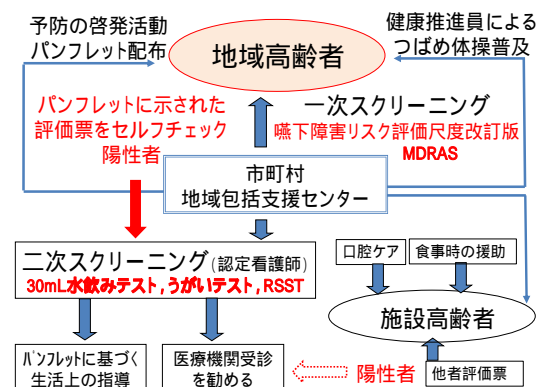 予防の啓発活動
パンフレット配布
地域高齢者
健康推進員による
つばめ体操普及
パンフレットに示された
評価票をセルフチェック
陽性者
一次スクリーニング
嚥下障害リスク評価尺度改訂版
MDRAS
市町村
地域包括支援センター
二次スクリーニング(認定看護師)
30mL水飲みテスト,うがいテスト,RSST
口腔ケア
食事時の援助
施設高齢者
パンフレットに基づく
生活上の指導
医療機関受診
を勧める
陽性者
他者評価票